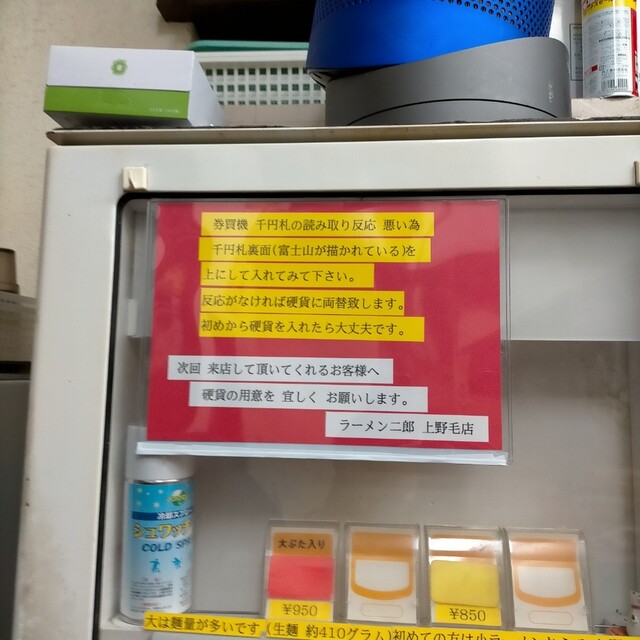 券買機 千円札の読み取り反応 悪い為
千円札裏面(富士山が描かれている)を
上にして入れてみて下さい。
反応がなければ硬貨に両替致します。
初めから硬貨を入れたら大丈夫です。
次回 来店して頂いてくれるお客様へ
硬貨の用意を 宜しく お願いします。
ラーメン二郎 上野毛店
COLD
大ぶた入り
¥950
¥850
大は麺量が多いです(生麺 約410グラム)初めての方は小ラーメン